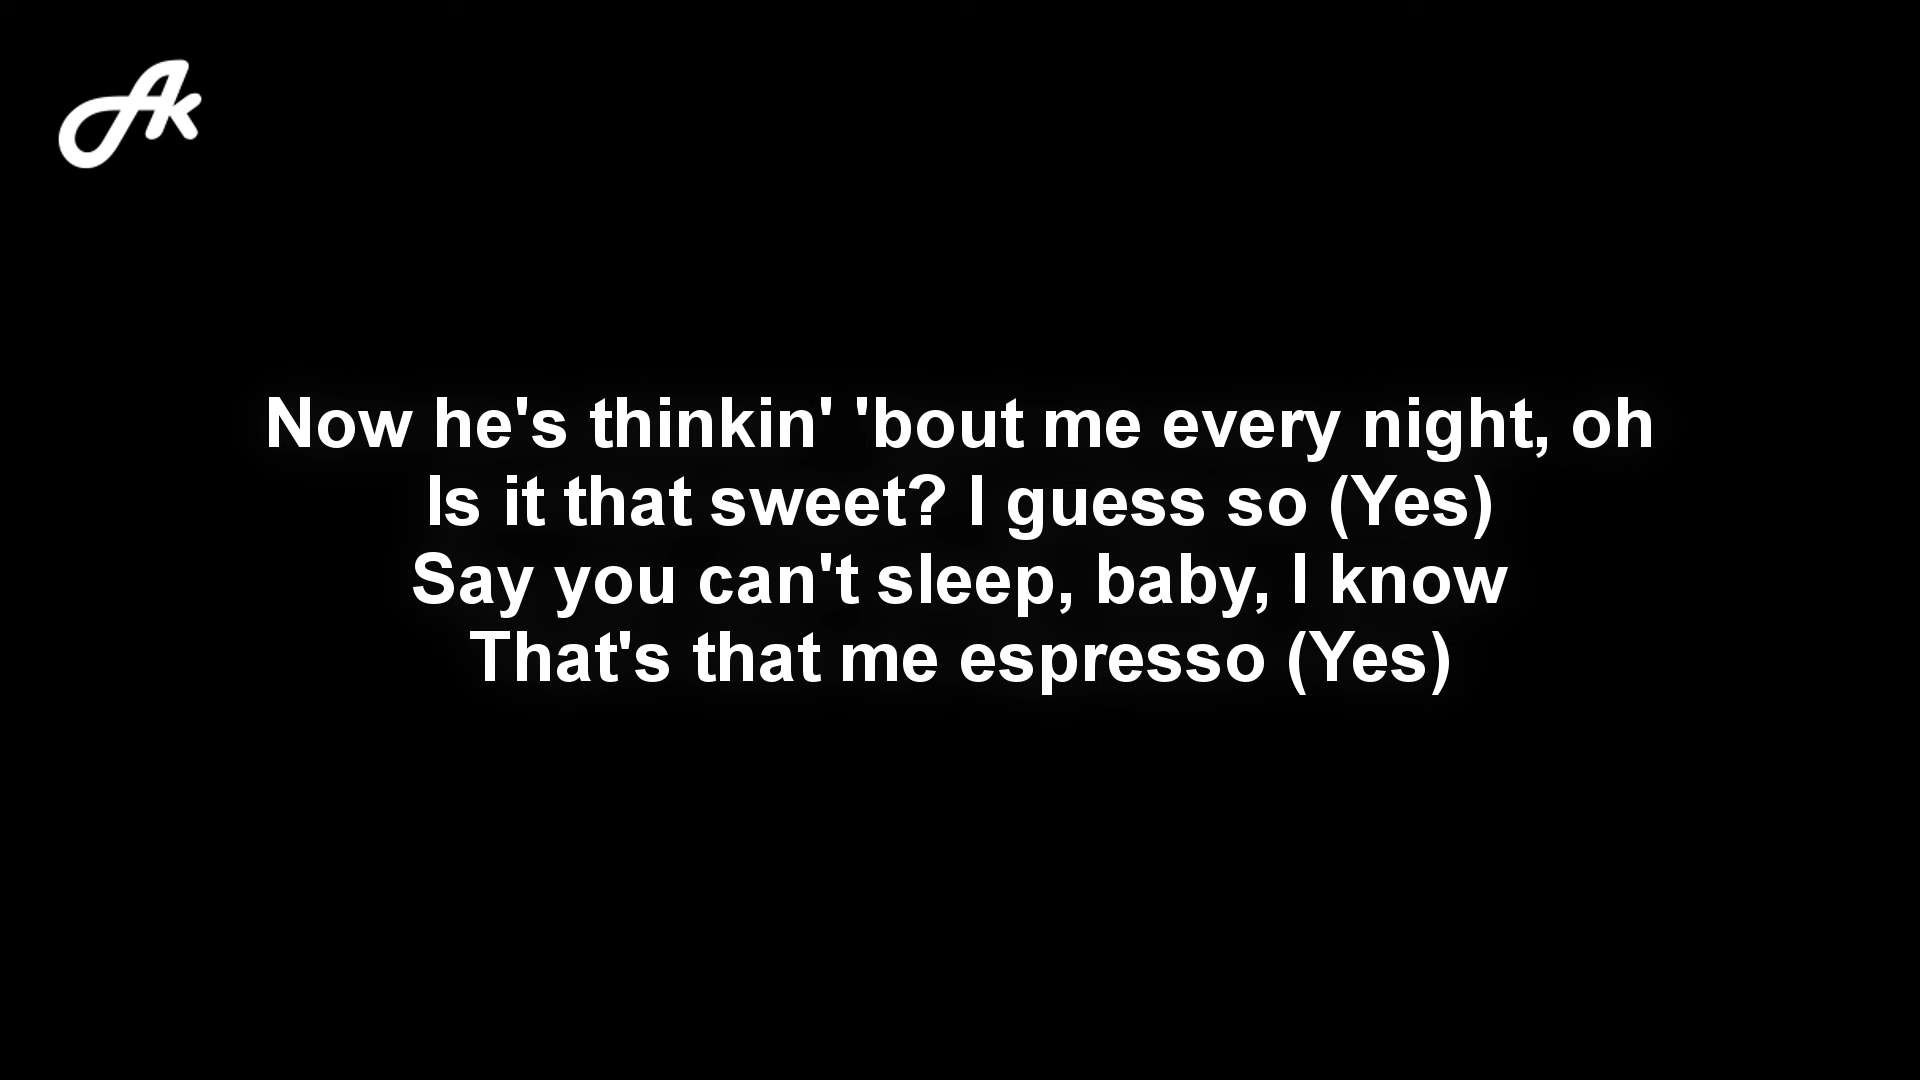 Ak
Now he's thinkin' 'bout me every night, oh
Is it that sweet? I guess so (Yes)
Say you can't sleep, baby, I know
That's that me espresso (Yes)